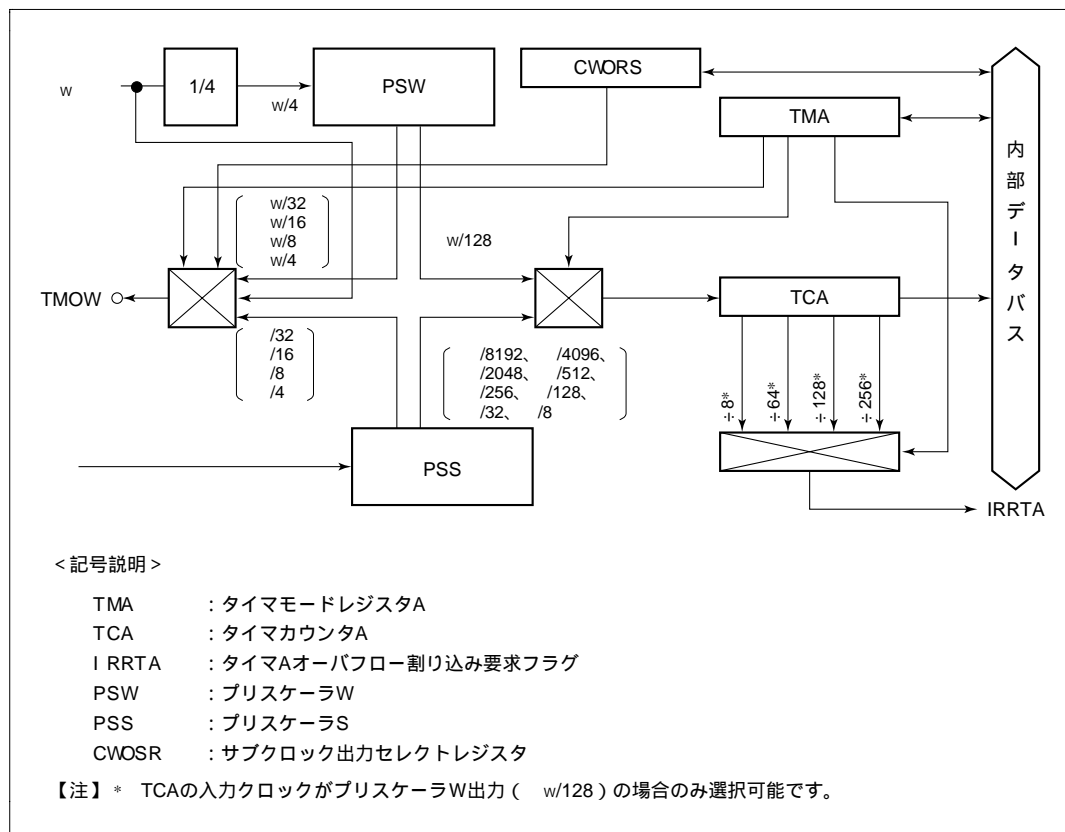 w
1/4
w/4
PSW
CWORS
TMA
内部データバス
w/32
w/16
w/8
w/4
w/128
TMOW
TCA
/32
/16
/8
/4
/8192、 /4096、
/2048、 /512、
/256、 /128、
/32、 /8
÷8*
÷64*
÷128*
÷256*
PSS
IRRTA
<記号説明>
TMA :タイマモードレジスタA
TCA :タイマカウンタA
IRRTA :タイマAオーバフロー割り込み要求フラグ
PSW :プリスケーラW
PSS :プリスケーラS
CWOSR :サブクロック出力セレクトレジスタ
【注】* TCAの入力クロックがプリスケーラW出力( w/128)の場合のみ選択可能です。